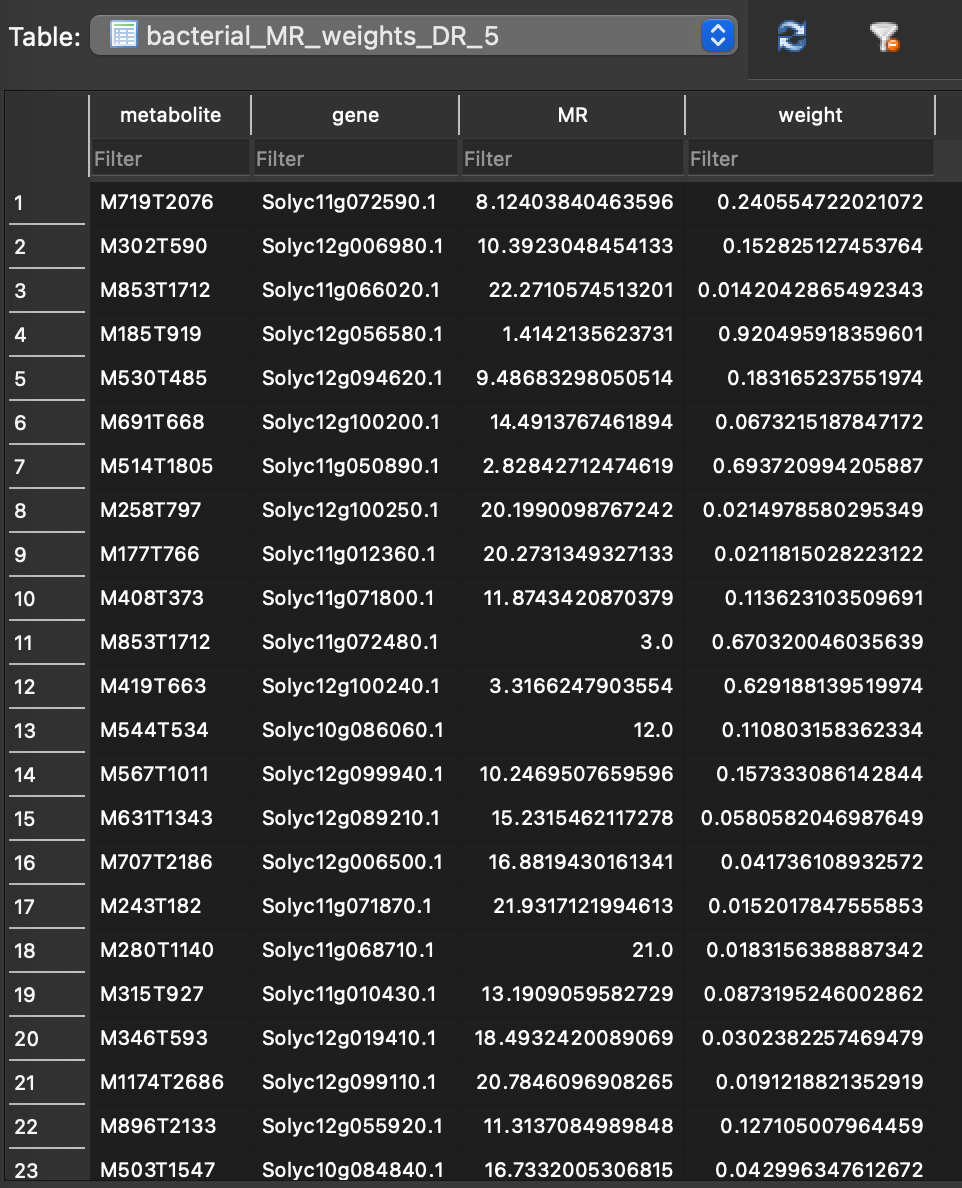 Table: bacterial_MR_weights_DR_5
metabolite gene MR weight
Filter Filter Filter Filter
1 M719T2076 Solyc11g072590.1 8.12403840463596 0.240554722021072
2 M302T590 Solyc12g006980.1 10.3923048454133 0.152825127453764
3 M853T1712 Solyc11g066020.1 22.2710574513201 0.0142042865492343
4 M185T919 Solyc12g056580.1 1.4142135623731 0.920495918359601
5 M530T485 Solyc12g094620.1 9.48683298050514 0.183165237551974
6 M691T668 Solyc12g100200.1 14.4913767461894 0.0673215187847172
7 M514T1805 Solyc11g050890.1 2.82842712474619 0.693720994205887
8 M258T797 Solyc12g100250.1 20.1990098767242 0.0214978580295349
9 M177T766 Solyc11g012360.1 20.2731349327133 0.0211815028223122
10 M408T373 Solyc11g071800.1 11.8743420870379 0.113623103509691
11 M853T1712 Solyc11g072480.1 3.0 0.670320046035639
12 M419T663 Solyc12g100240.1 3.3166247903554 0.629188139519974
13 M544T534 Solyc10g086060.1 12.0 0.110803158362334
14 M567T1011 Solyc12g099940.1 10.2469507659596 0.157333086142844
15 M631T1343 Solyc12g089210.1 15.2315462117278 0.0580582046987649
16 M707T2186 Solyc12g006500.1 16.8819430161341 0.041736108932572
17 M243T182 Solyc11g071870.1 21.9317121994613 0.0152017847555853
18 M280T1140 Solyc11g068710.1 21.0 0.0183156388887342
19 M315T927 Solyc11g010430.1 13.1909059582729 0.0873195246002862
20 M346T593 Solyc12g019410.1 18.4932420089069 0.0302382257469479
21 M1174T2686 Solyc12g099110.1 20.7846096908265 0.0191218821352919
22 M896T2133 Solyc12g055920.1 11.3137084989848 0.127105007964459
23 M503T1547 Solyc10g084840.1 16.7332005306815 0.042996347612672